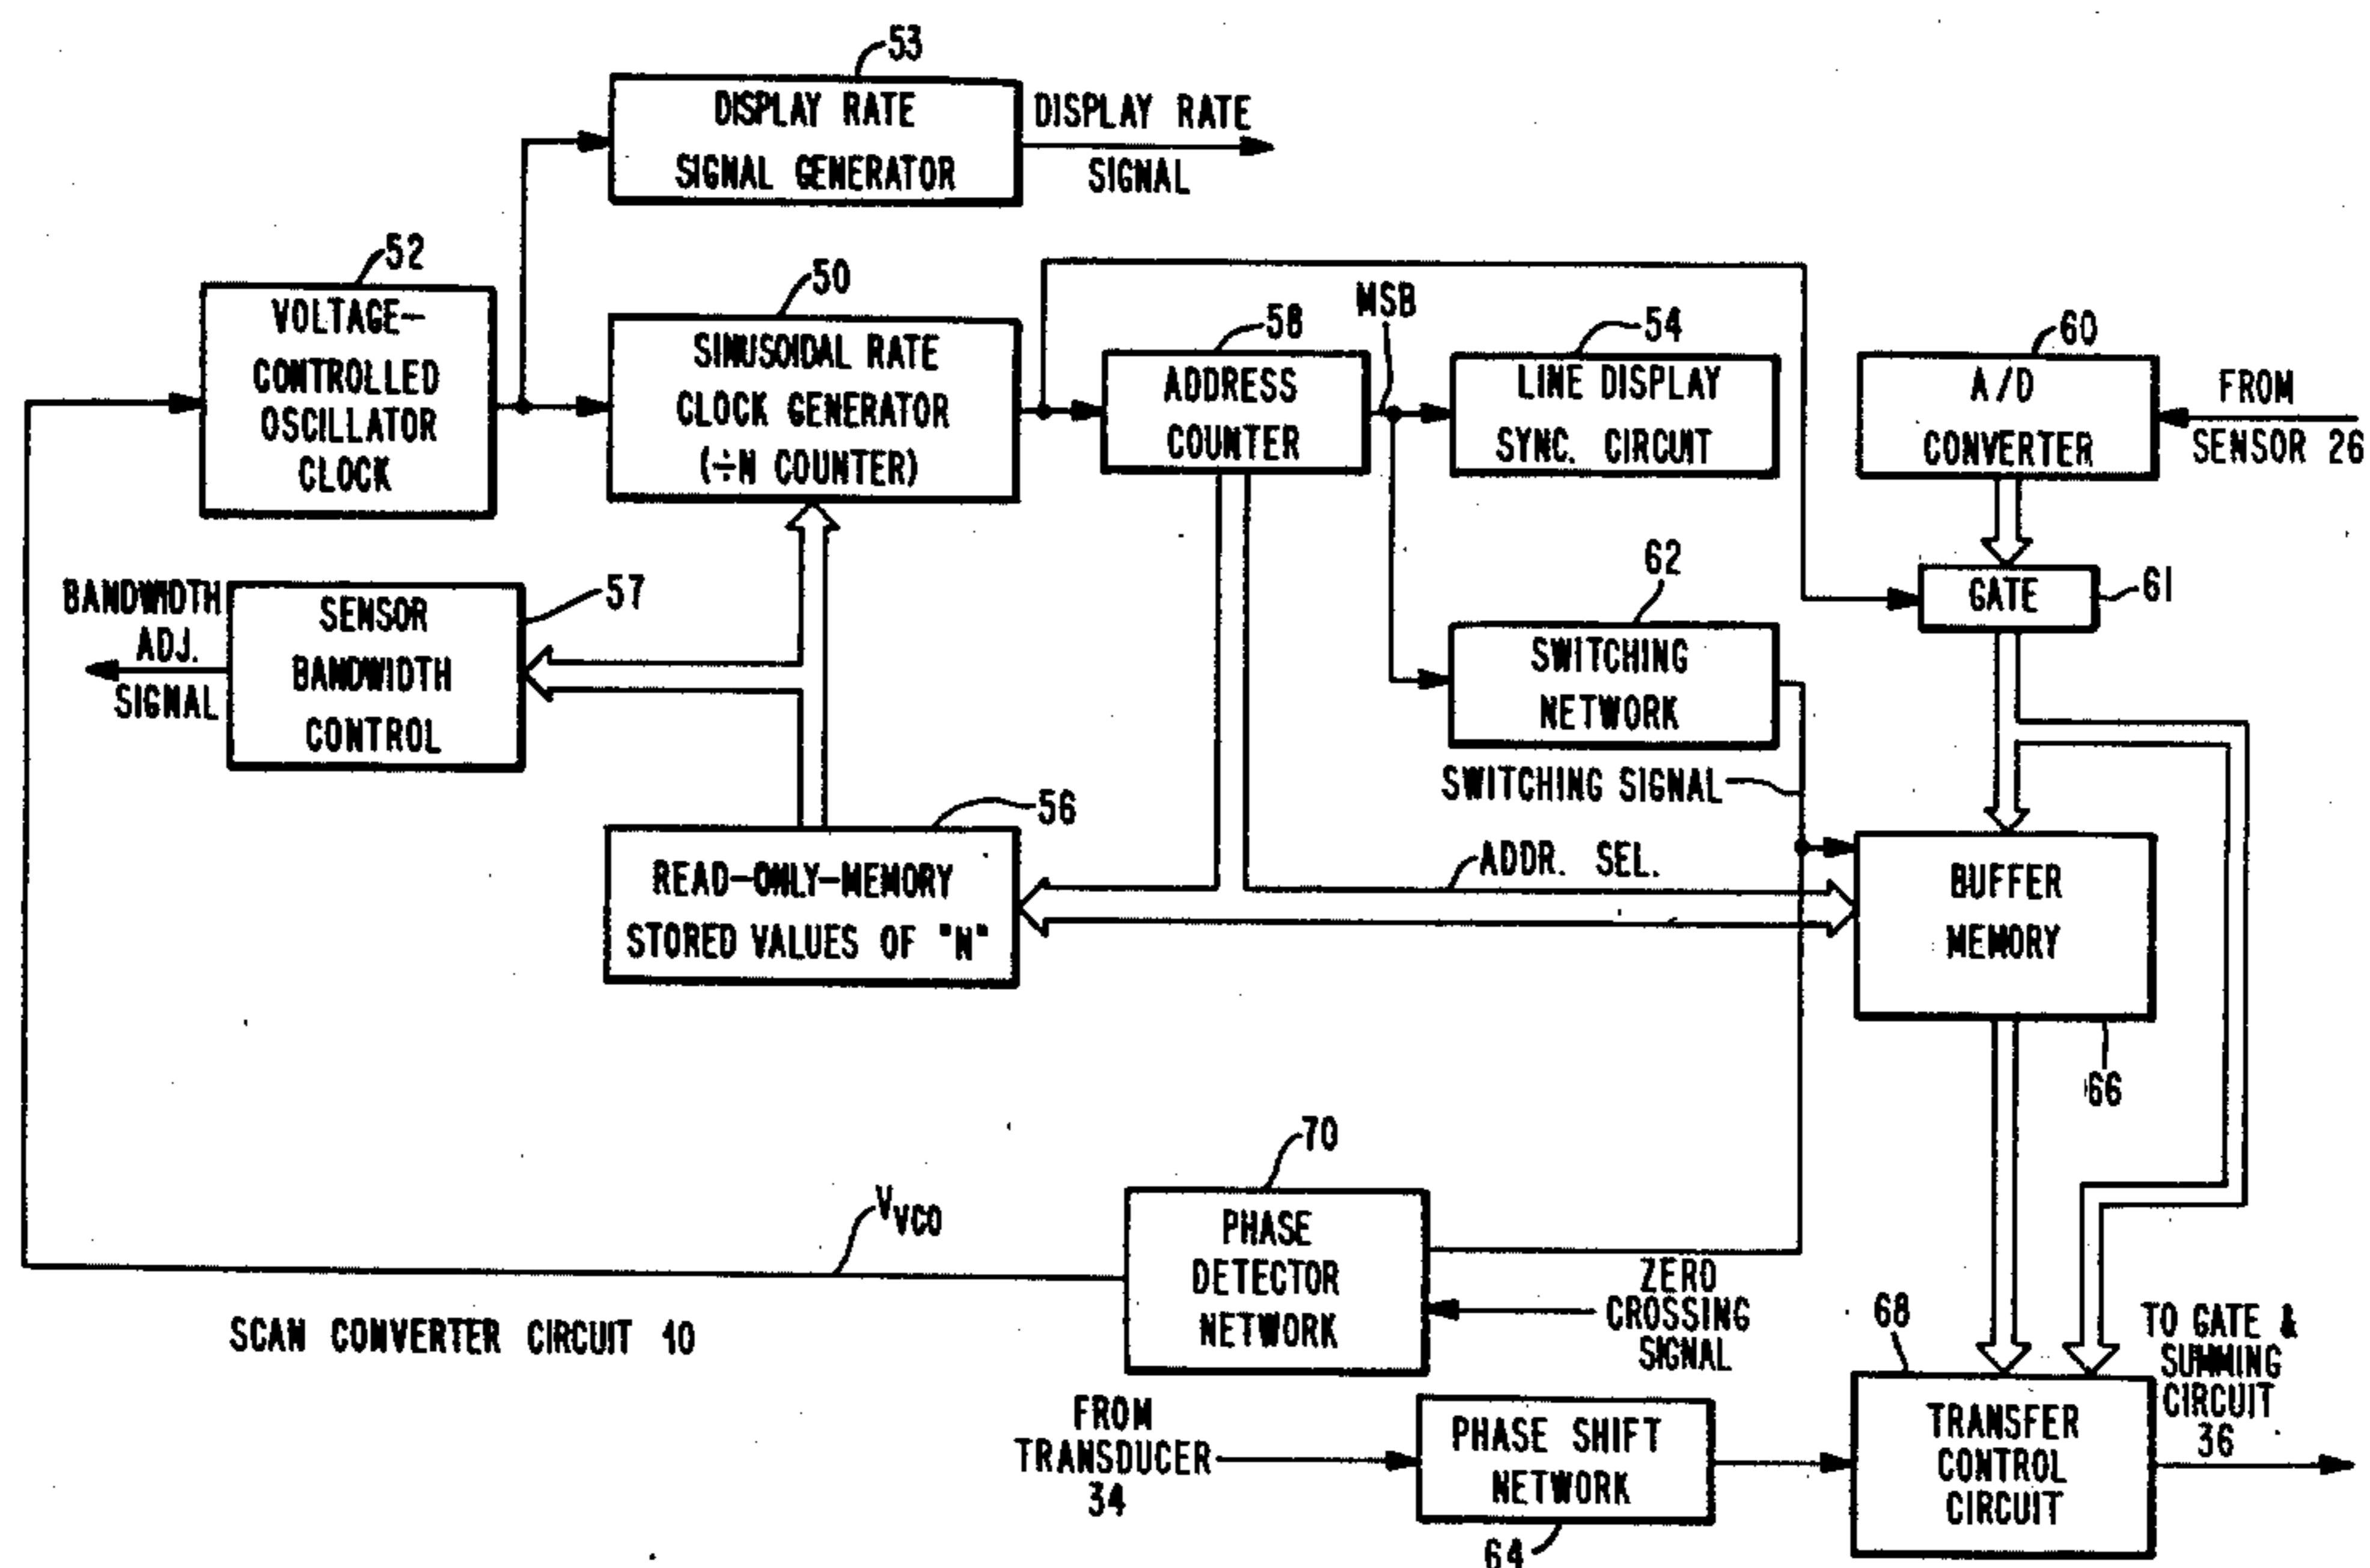 53
DISPLAY RATE
SIGNAL GENERATOR
DISPLAY RATE
SIGNAL
52
VOLTAGE-
CONTROLLED
OSCILLATOR
CLOCK
50
SINUSOIDAL RATE
CLOCK GENERATOR
(÷N COUNTER)
58
ADDRESS
COUNTER
MSB
54
LINE DISPLAY
SYNC. CIRCUIT
60
A/D
CONVERTER
FROM
SENSOR 26
BANDWIDTH
ADJ.
SIGNAL
57
SENSOR
BANDWIDTH
CONTROL
62
SWITCHING
NETWORK
GATE
61
SWITCHING SIGNAL
56
READ-ONLY-MEMORY
STORED VALUES OF "N"
ADDR. SEL.
BUFFER
MEMORY
66
70
PHASE
DETECTOR
NETWORK
VVCO
ZERO
CROSSING
SIGNAL
SCAN CONVERTER CIRCUIT 40
FROM
TRANSDUCER
34
PHASE SHIFT
NETWORK
64
68
TRANSFER
CONTROL
CIRCUIT
TO GATE &
SUMMING
CIRCUIT
36